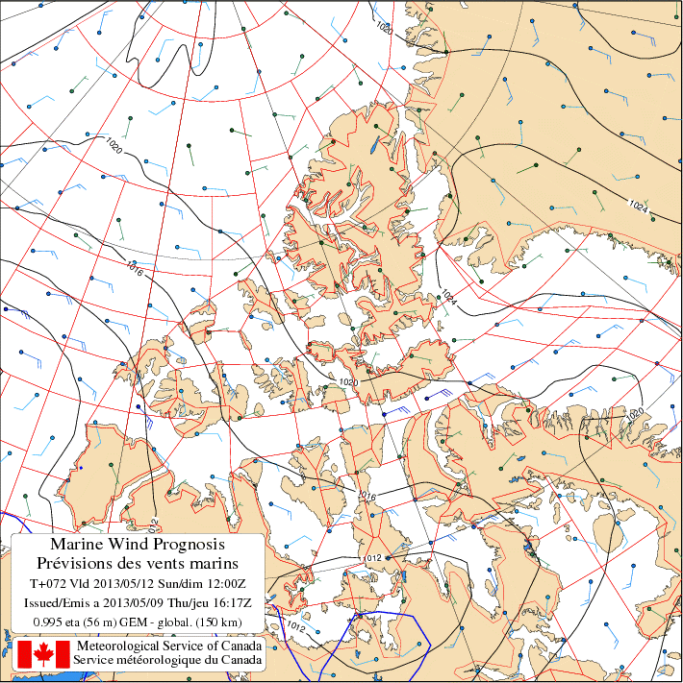 1020
1020
1024
1016
1024
1020
1020
1016
1012
1012
1012
Marine Wind Prognosis
Prévisions des vents marins
T+072 Vld 2013/05/12 Sun/dim 12:00Z
Issued/Emis a 2013/05/09 Thu/jeu 16:17Z
0.995 eta (56 m) GEM - global. (150 km)
Meteorological Service of Canada
Service météorologique du Canada